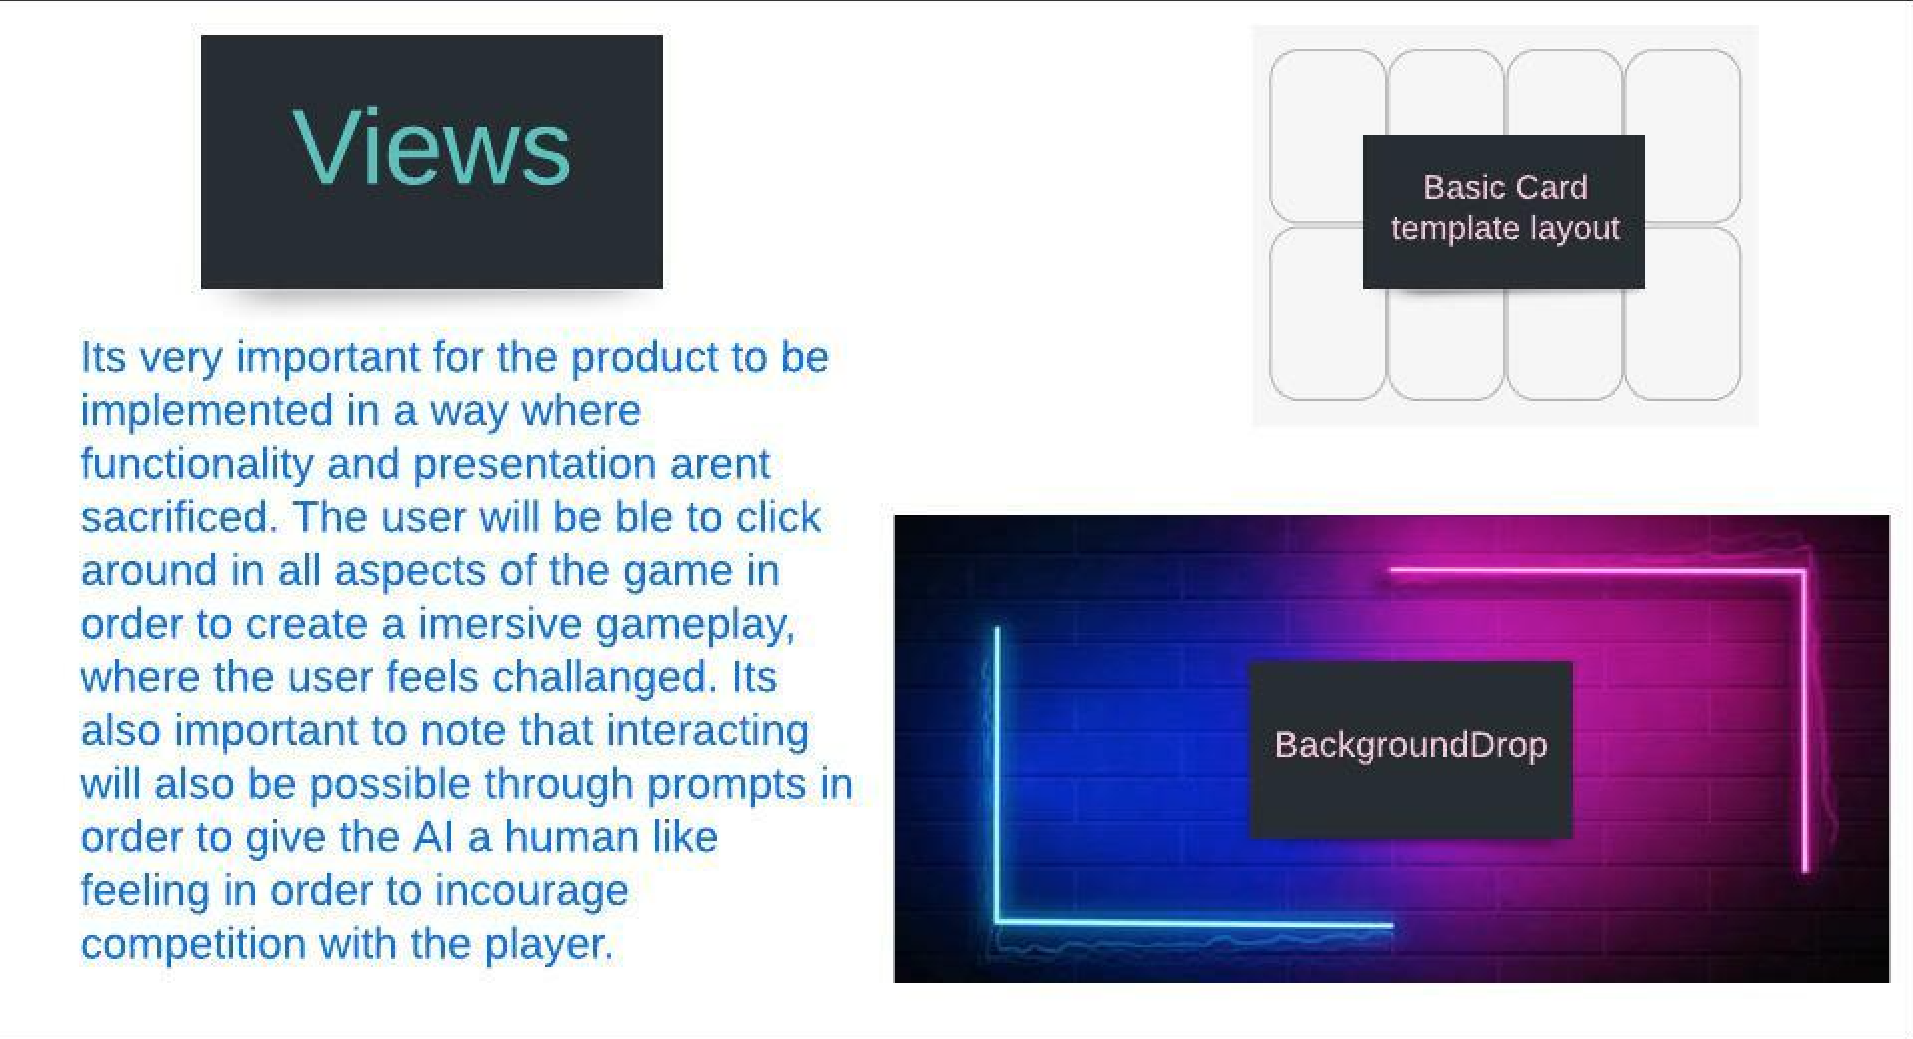 Views
Its very important for the product to be
implemented in a way where
functionality and presentation arent
sacrificed. The user will be ble to click
around in all aspects of the game in
order to create a imersive gameplay,
where the user feels challanged. Its
also important to note that interacting
will also be possible through prompts in
order to give the AI a human like
feeling in order to incourage
competition with the player.
Basic Card
template layout
BackgroundDrop